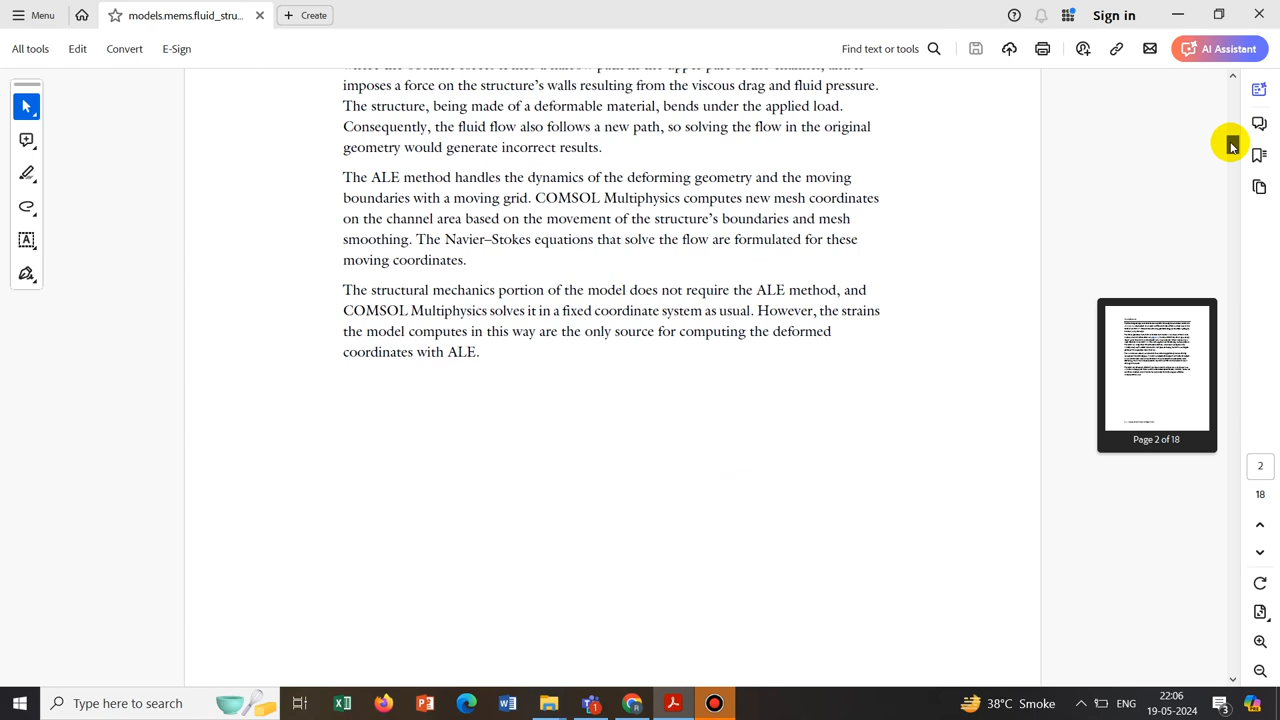 Menu
models.mems.fluid_stru...
Create
Sign in
All tools
Edit
Convert
E-Sign
Find text or tools
AI Assistant
imposes a force on the structure's walls resulting from the viscous drag and fluid pressure.
The structure, being made of a deformable material, bends under the applied load.
Consequently, the fluid flow also follows a new path, so solving the flow in the original
geometry would generate incorrect results.
The ALE method handles the dynamics of the deforming geometry and the moving
boundaries with a moving grid. COMSOL Multiphysics computes new mesh coordinates
on the channel area based on the movement of the structure's boundaries and mesh
smoothing. The Navier–Stokes equations that solve the flow are formulated for these
moving coordinates.
The structural mechanics portion of the model does not require the ALE method, and
COMSOL Multiphysics solves it in a fixed coordinate system as usual. However, the strains
the model computes in this way are the only source for computing the deformed
coordinates with ALE.
Page 2 of 18
2
18
Type here to search
38°C Smoke
ENG
22:06
19-05-2024
3